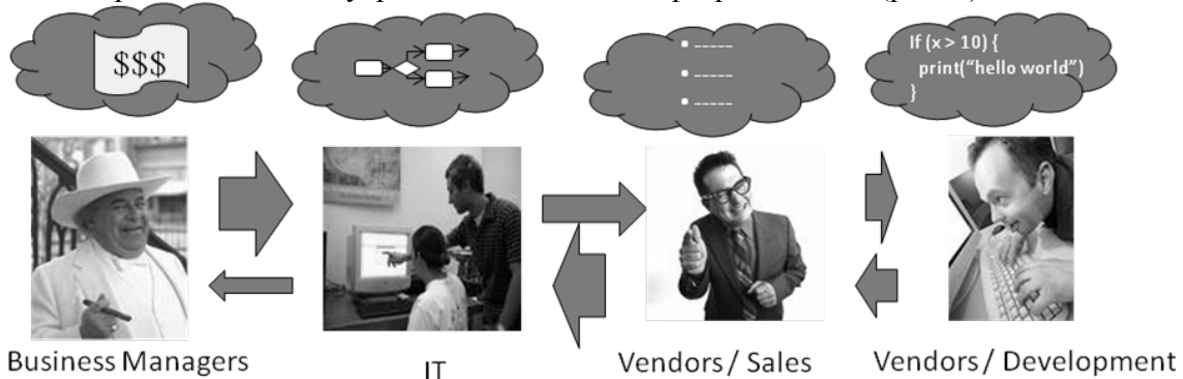 $$$
If (x > 10) {
print(“hello world”)
}
Business Managers
IT
Vendors / Sales
Vendors / Development